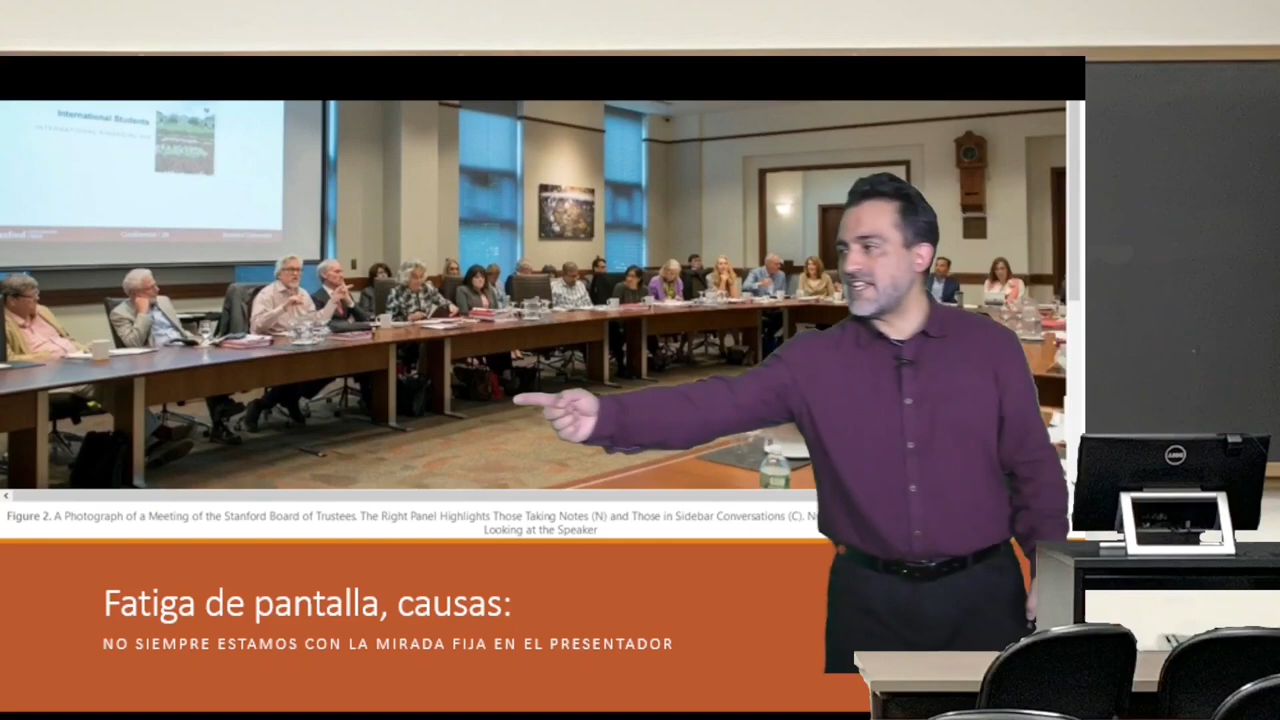 International Students
Figure 2. A Photograph of a Meeting of the Stanford Board of Trustees. The Right Panel Highlights Those Taking Notes (N) and Those in Sidebar Conversations (C).
Looking at the Speaker
Fatiga de pantalla, causas:
NO SIEMPRE ESTAMOS CON LA MIRADA FIJA EN EL PRESENTADOR
DELL